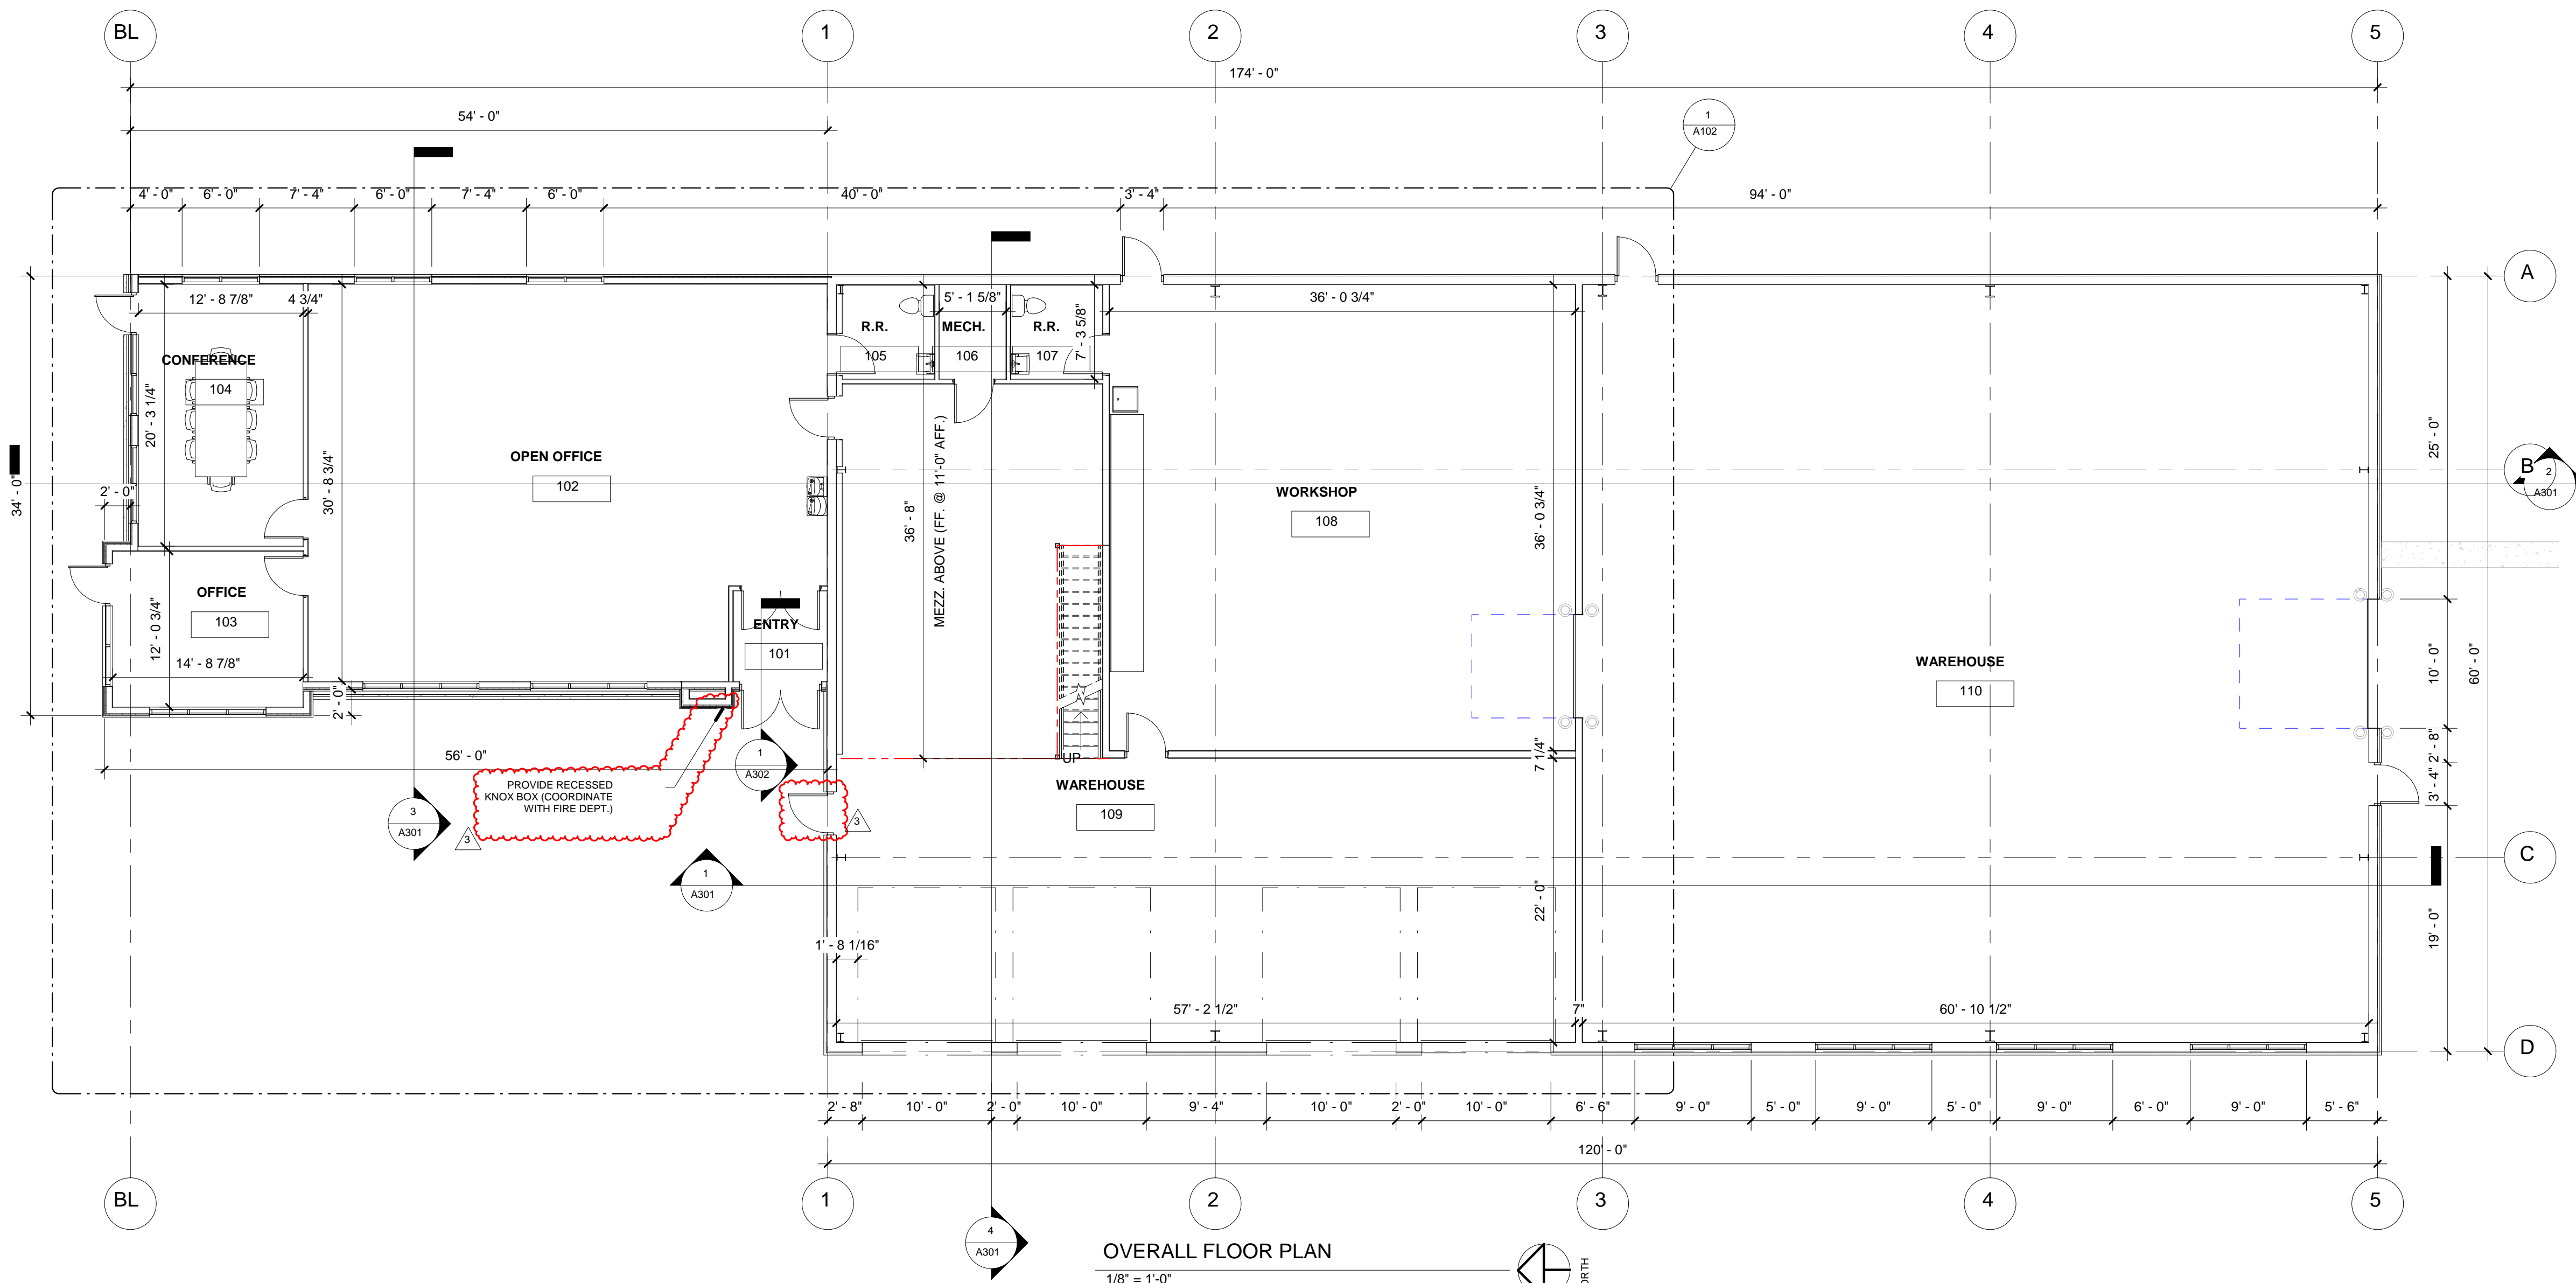 BL
1
2
3
4
5
174' - 0"
54' - 0"
1
A102
4' - 0"
6' - 0"
7' - 4"
6' - 0"
7' - 4"
6' - 0"
40' - 0"
3' - 4"
94' - 0"
A
12' - 8 7/8"
4 3/4"
5' - 1 5/8"
36' - 0 3/4"
R.R.
MECH.
R.R.
105
106
107
7' - 3 5/8"
CONFERENCE
104
20' - 3 1/4"
30' - 8 3/4"
34' - 0"
2' - 0"
OPEN OFFICE
102
36' - 8"
MEZZ. ABOVE (FF. @ 11'-0" AFF.)
WORKSHOP
108
36' - 0 3/4"
25' - 0"
B
2
A301
OFFICE
103
12' - 0 3/4"
14' - 8 7/8"
2' - 0"
ENTRY
101
WAREHOUSE
110
10' - 0"
60' - 0"
2' - 8"
3' - 4"
56' - 0"
1
A302
UP
7 1/4"
PROVIDE RECESSED
KNOX BOX (COORDINATE
WITH FIRE DEPT.)
3
3
3
A301
WAREHOUSE
109
C
1
A301
22' - 0"
19' - 0"
1' - 8 1/16"
57' - 2 1/2"
7"
60' - 10 1/2"
D
2' - 8"
10' - 0"
2' - 0"
10' - 0"
9' - 4"
10' - 0"
2' - 0"
10' - 0"
6' - 6"
9' - 0"
5' - 0"
9' - 0"
5' - 0"
9' - 0"
6' - 0"
9' - 0"
5' - 6"
120' - 0"
BL
1
2
3
4
5
4
A301
OVERALL FLOOR PLAN
1/8" = 1'-0"